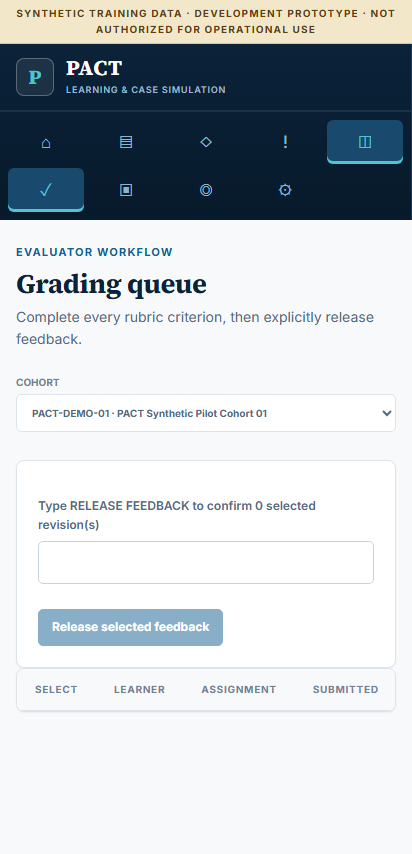 SYNTHETIC TRAINING DATA · DEVELOPMENT PROTOTYPE · NOT
AUTHORIZED FOR OPERATIONAL USE
P
PACT
LEARNING & CASE SIMULATION
EVALUATOR WORKFLOW
Grading queue
Complete every rubric criterion, then explicitly release
feedback.
COHORT
PACT-DEMO-01 · PACT Synthetic Pilot Cohort 01
Type RELEASE FEEDBACK to confirm 0 selected
revision(s)
Release selected feedback
SELECT LEARNER ASSIGNMENT SUBMITTED